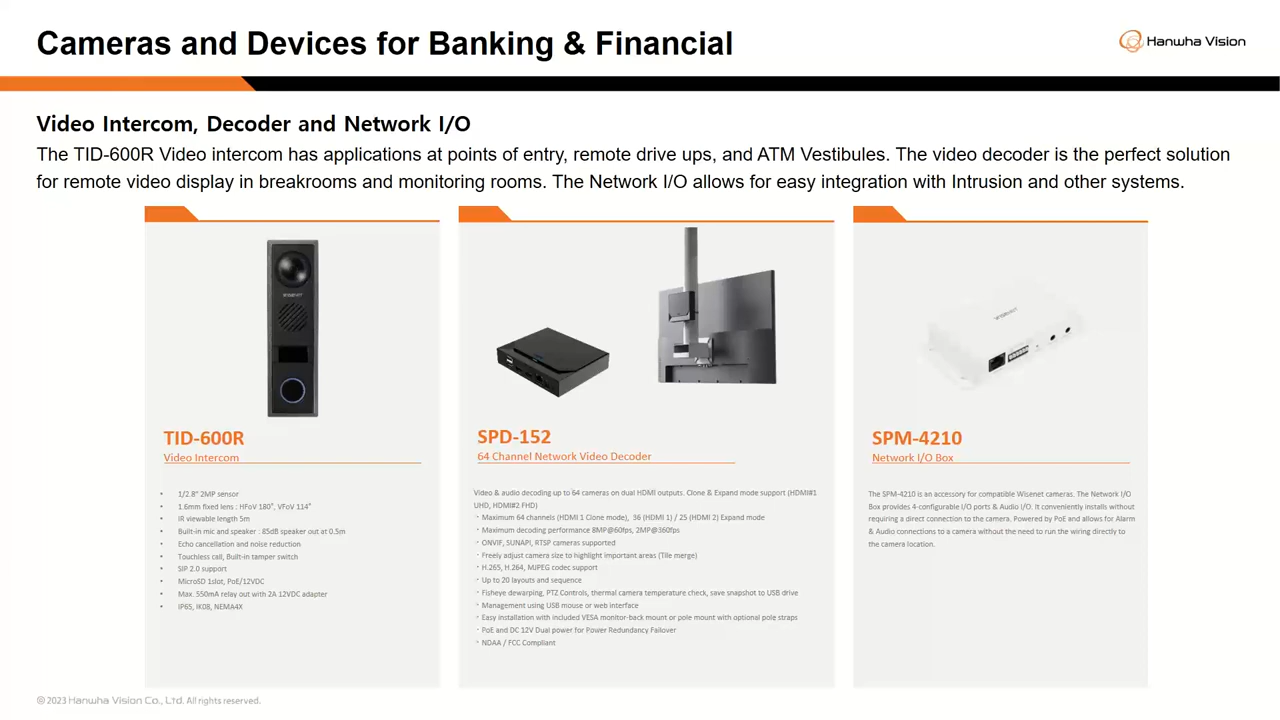 Cameras and Devices for Banking & Financial
Hanwha Vision
Video Intercom, Decoder and Network I/O
The TID-600R Video intercom has applications at points of entry, remote drive ups, and ATM Vestibules. The video decoder is the perfect solution
for remote video display in breakrooms and monitoring rooms. The Network I/O allows for easy integration with Intrusion and other systems.
TID-600R
Video Intercom
• 1/2.8" 2MP sensor
• 1.6mm fixed lens : HFoV 180°, VFoV 114°
• IR viewable length 5m
• Built-in mic and speaker : 85dB speaker out at 0.5m
• Echo cancellation and noise reduction
• Touchless call, Built-in tamper switch
• SIP 2.0 support
• MicroSD 1slot, PoE/12VDC
• Max. 550mA relay out with 2A 12VDC adapter
• IP65, IK08, NEMA4X
SPD-152
64 Channel Network Video Decoder
Video & audio decoding up to 64 cameras on dual HDMI outputs. Clone & Expand mode support (HDMI#1
UHD, HDMI#2 FHD)
- Maximum 64 channels (HDMI 1 Clone mode), 36 (HDMI 1) / 25 (HDMI 2) Expand mode
- Maximum decoding performance 8MP@60fps, 2MP@360fps
- ONVIF, SUNAPI, RTSP cameras supported
- Freely adjust camera size to highlight important areas (Tile merge)
- H.265, H.264, MJPEG codec support
- Up to 20 layouts and sequence
- Fisheye dewarping, PTZ Controls, thermal camera temperature check, save snapshot to USB drive
- Management using USB mouse or web interface
- Easy installation with included VESA monitor-back mount or pole mount with optional pole straps
- PoE and DC 12V Dual power for Power Redundancy Failover
- NDAA / FCC Compliant
WISENET
SPM-4210
Network I/O Box
The SPM-4210 is an accessory for compatible Wisenet cameras. The Network I/O
Box provides 4-configurable I/O ports & Audio I/O. It conveniently installs without
requiring a direct connection to the camera. Powered by PoE and allows for Alarm
& Audio connections to a camera without the need to run the wiring directly to
the camera location.
© 2023 Hanwha Vision Co., Ltd. All rights reserved.